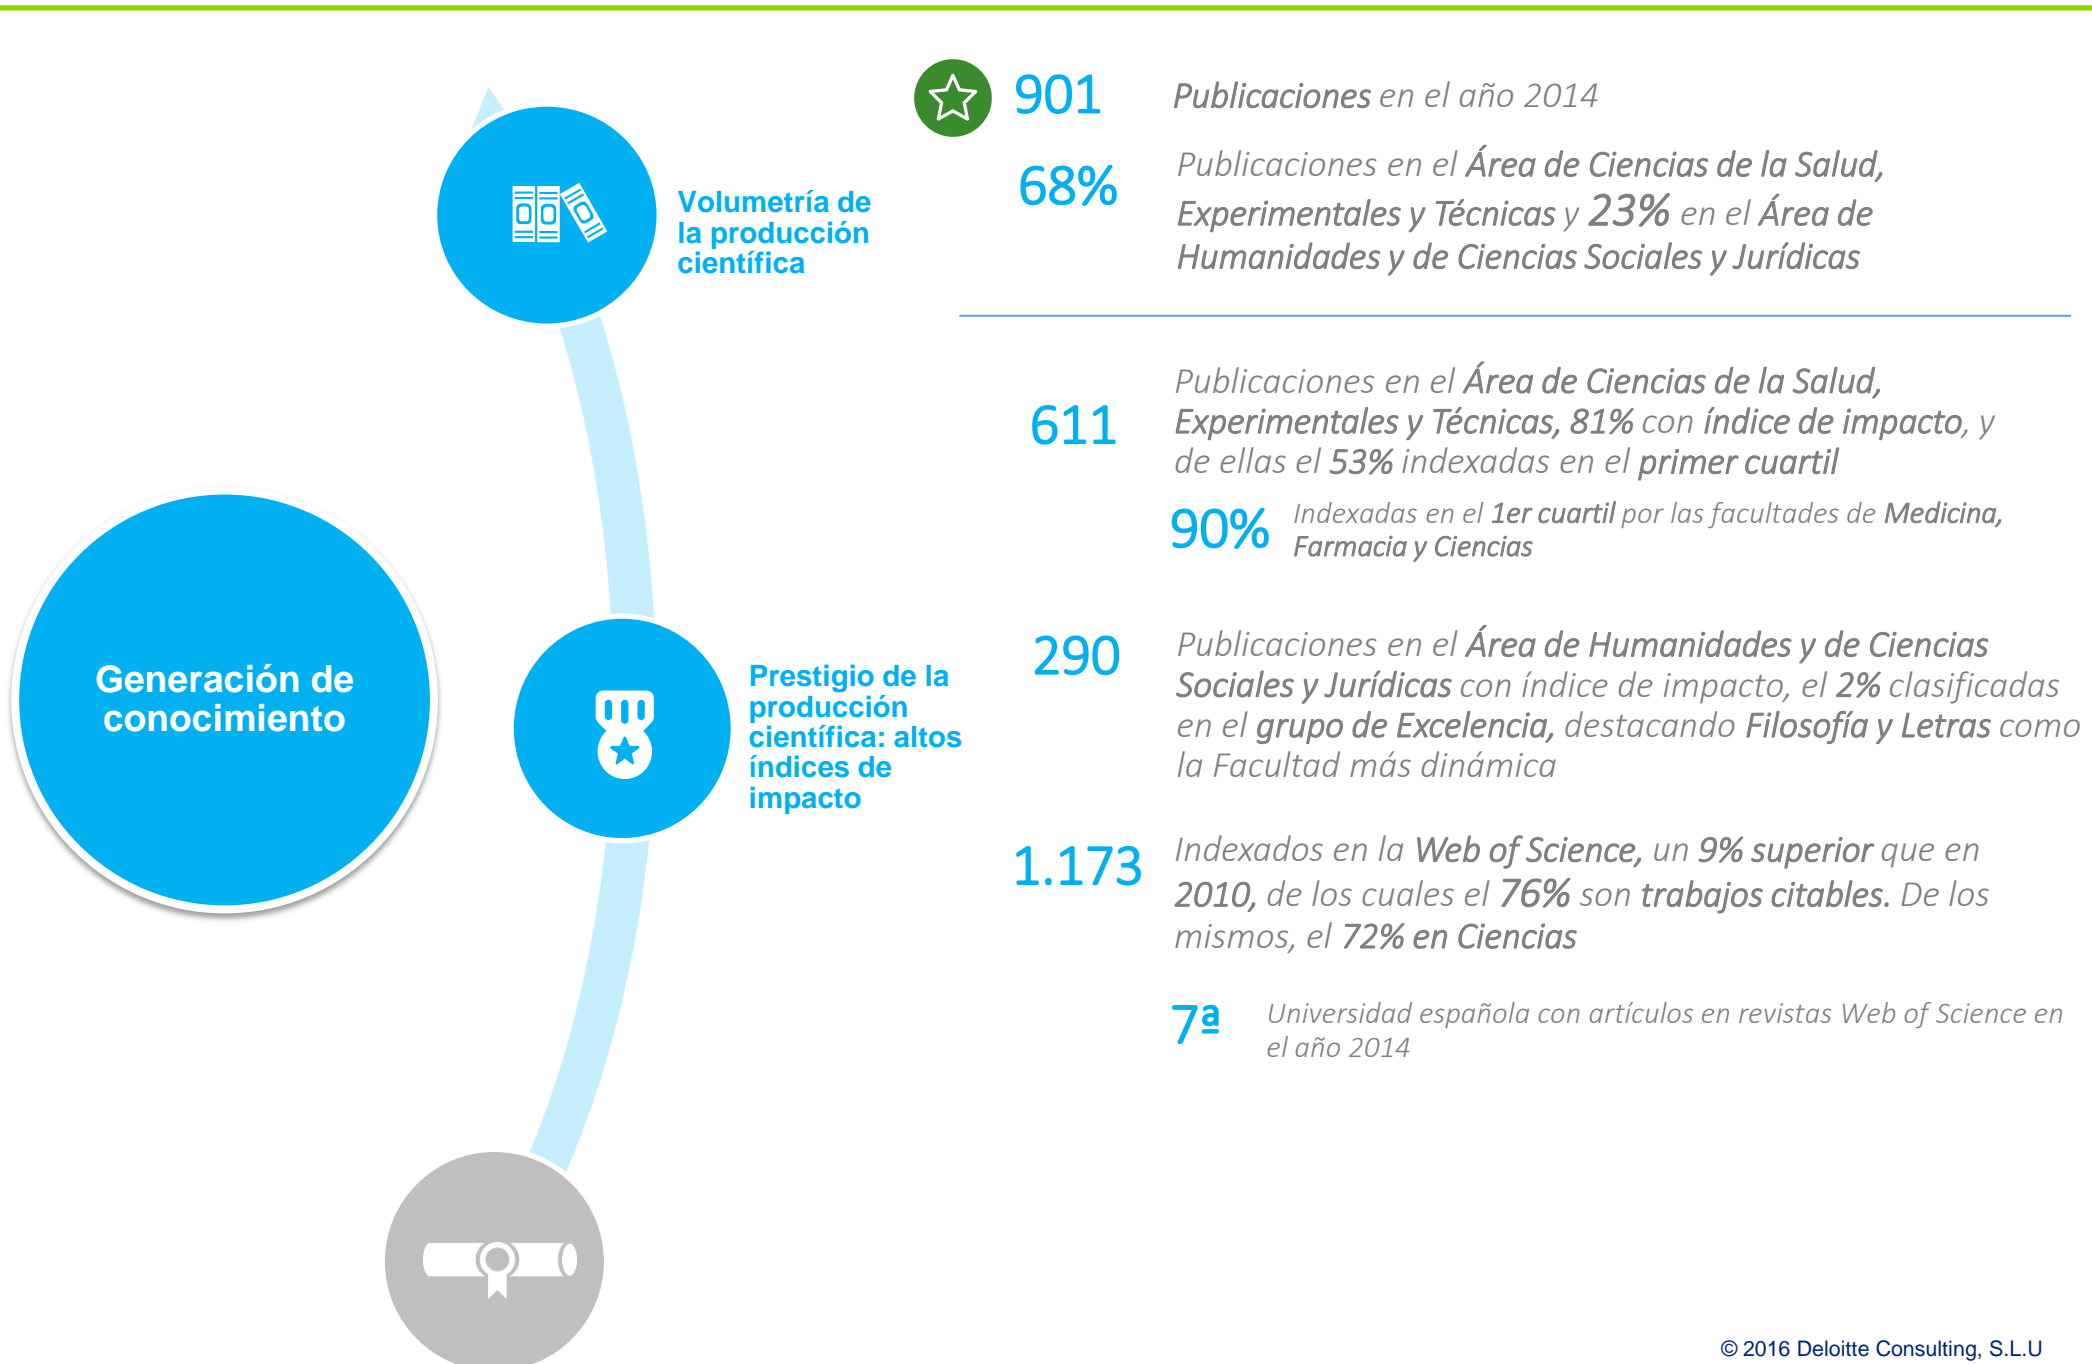 Generación de
conocimiento
Volumetría de
la producción
científica
901
Publicaciones en el año 2014
68%
Publicaciones en el Área de Ciencias de la Salud,
Experimentales y Técnicas y 23% en el Área de
Humanidades y de Ciencias Sociales y Jurídicas
Prestigio de la
producción
científica: altos
índices de
impacto
611
Publicaciones en el Área de Ciencias de la Salud,
Experimentales y Técnicas, 81% con índice de impacto, y
de ellas el 53% indexadas en el primer cuartil
90%
Indexadas en el 1er cuartil por las facultades de Medicina,
Farmacia y Ciencias
290
Publicaciones en el Área de Humanidades y de Ciencias
Sociales y Jurídicas con índice de impacto, el 2% clasificadas
en el grupo de Excelencia, destacando Filosofía y Letras como
la Facultad más dinámica
1.173
Indexados en la Web of Science, un 9% superior que en
2010, de los cuales el 76% son trabajos citables. De los
mismos, el 72% en Ciencias
7ª
Universidad española con artículos en revistas Web of Science en
el año 2014
© 2016 Deloitte Consulting, S.L.U